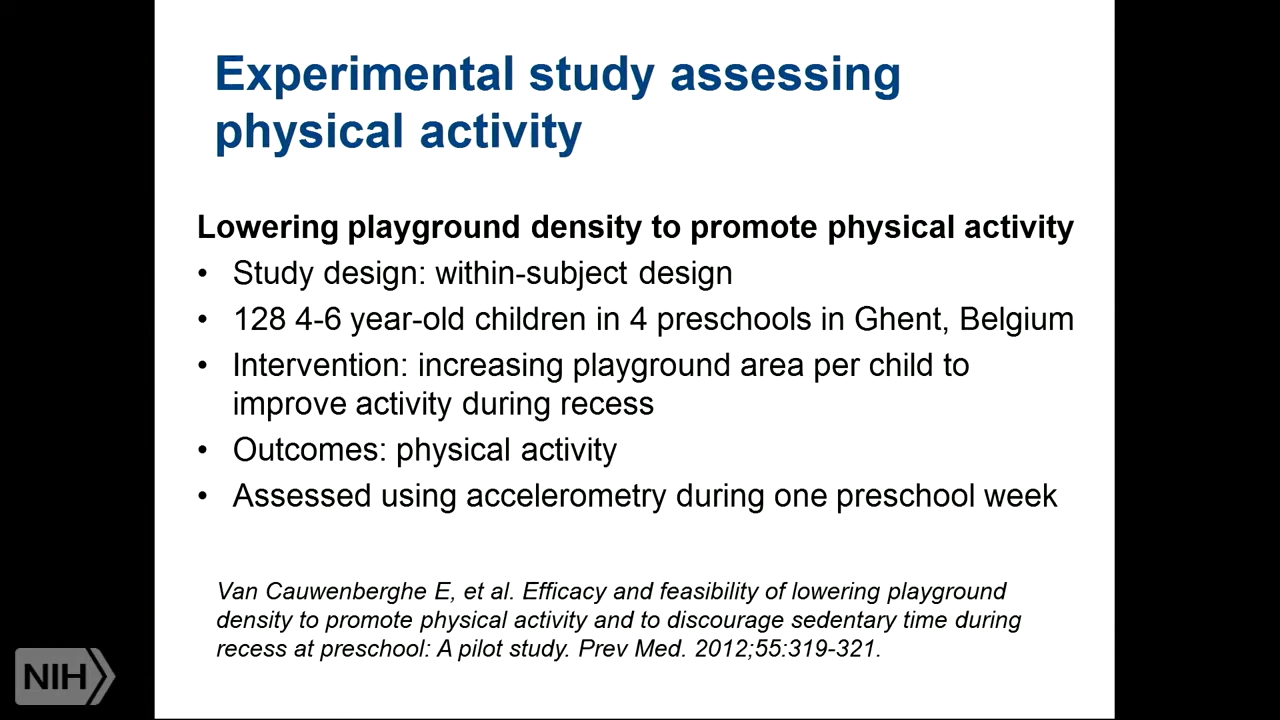 Experimental study assessing
physical activity
Lowering playground density to promote physical activity
• Study design: within-subject design
• 128 4-6 year-old children in 4 preschools in Ghent, Belgium
• Intervention: increasing playground area per child to
improve activity during recess
• Outcomes: physical activity
• Assessed using accelerometry during one preschool week
Van Cauwenberghe E, et al. Efficacy and feasibility of lowering playground
density to promote physical activity and to discourage sedentary time during
recess at preschool: A pilot study. Prev Med. 2012;55:319-321.
NIH